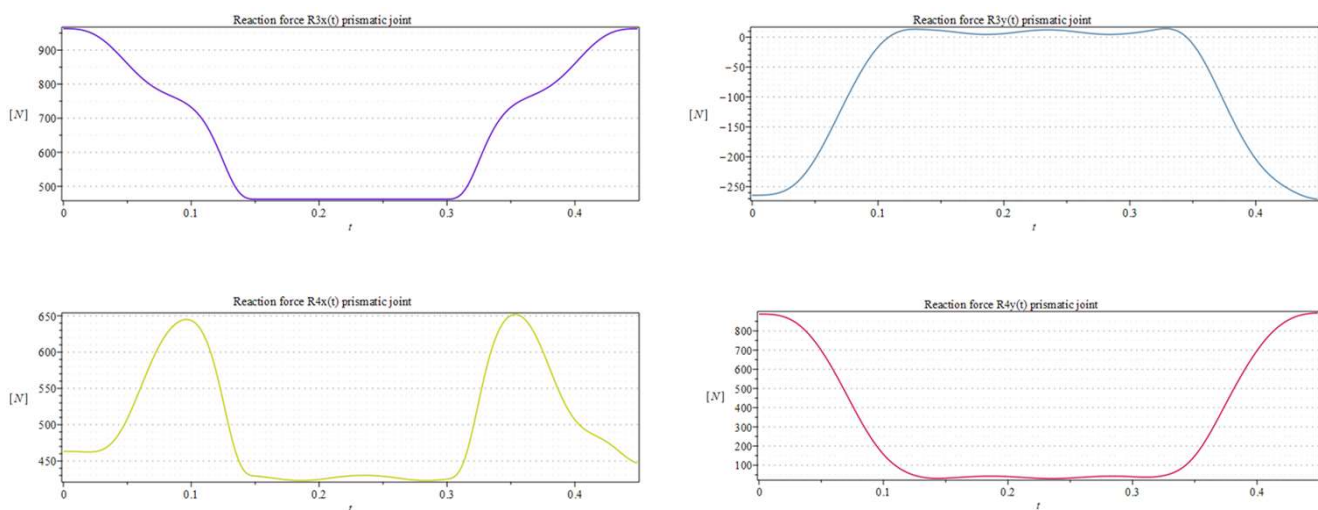 Reaction force R3x(t) prismatic joint
900
800
[N]
700
600
500
0 0.1 0.2 0.3 0.4
t
Reaction force R3y(t) prismatic joint
0
−50
−100
[N]
−150
−200
−250
0 0.1 0.2 0.3 0.4
t
Reaction force R4x(t) prismatic joint
650
600
550
[N]
500
450
0 0.1 0.2 0.3 0.4
Reaction force R4y(t) prismatic joint
800
700
600
500
[N]
400
300
200
100
0 0.1 0.2 0.3 0.4
t